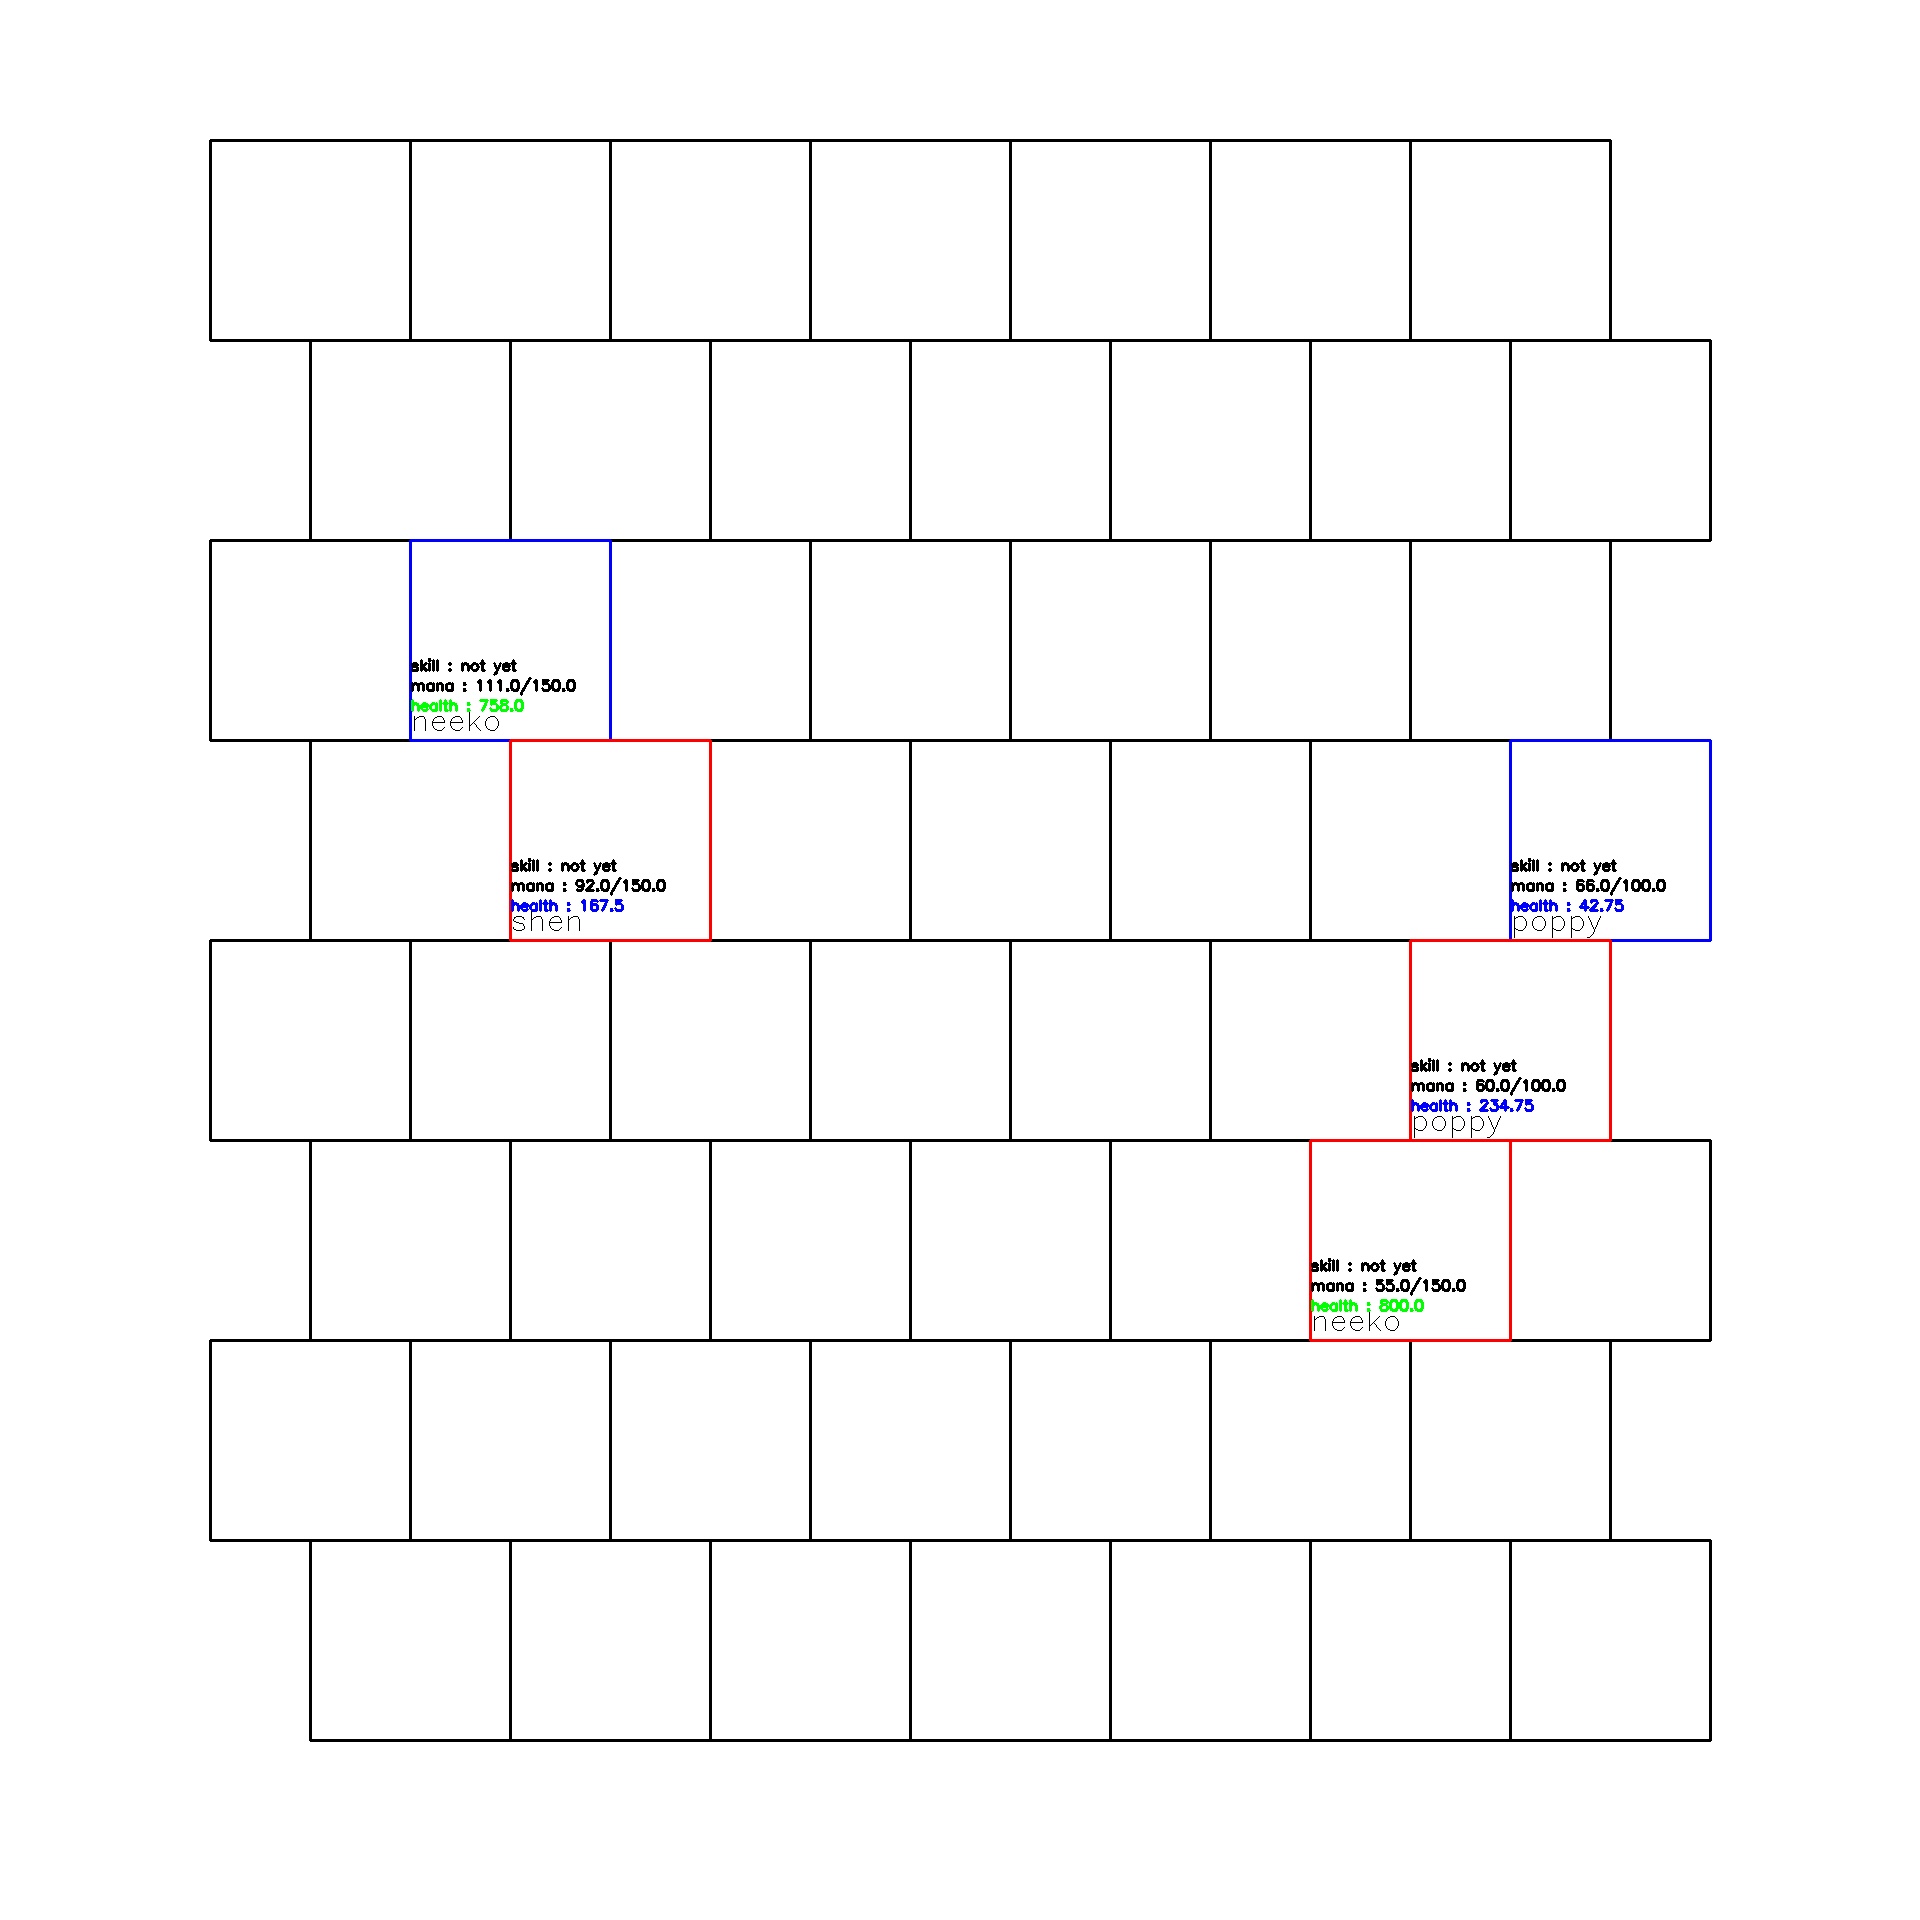 skill : not yet
mana : 111.0/150.0
health : 758.0
neeko
skill : not yet
mana : 92.0/150.0
health : 167.5
shen
skill : not yet
mana : 66.0/100.0
health : 42.75
poppy
skill : not yet
mana : 60.0/100.0
health : 234.75
poppy
skill : not yet
mana : 55.0/150.0
health : 800.0
neeko